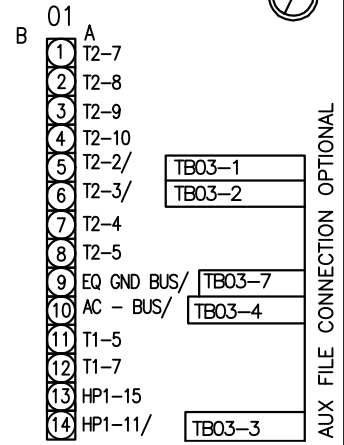 01
B
A
1 T2-7
2 T2-8
3 T2-9
4 T2-10
5 T2-2/ TB03-1
6 T2-3/ TB03-2
7 T2-4
8 T2-5
9 EQ GND BUS/ TB03-7
10 AC - BUS/ TB03-4
11 T1-5
12 T1-7
13 HP1-15
14 HP1-11/ TB03-3
AUX FILE CONNECTION OPTIONAL